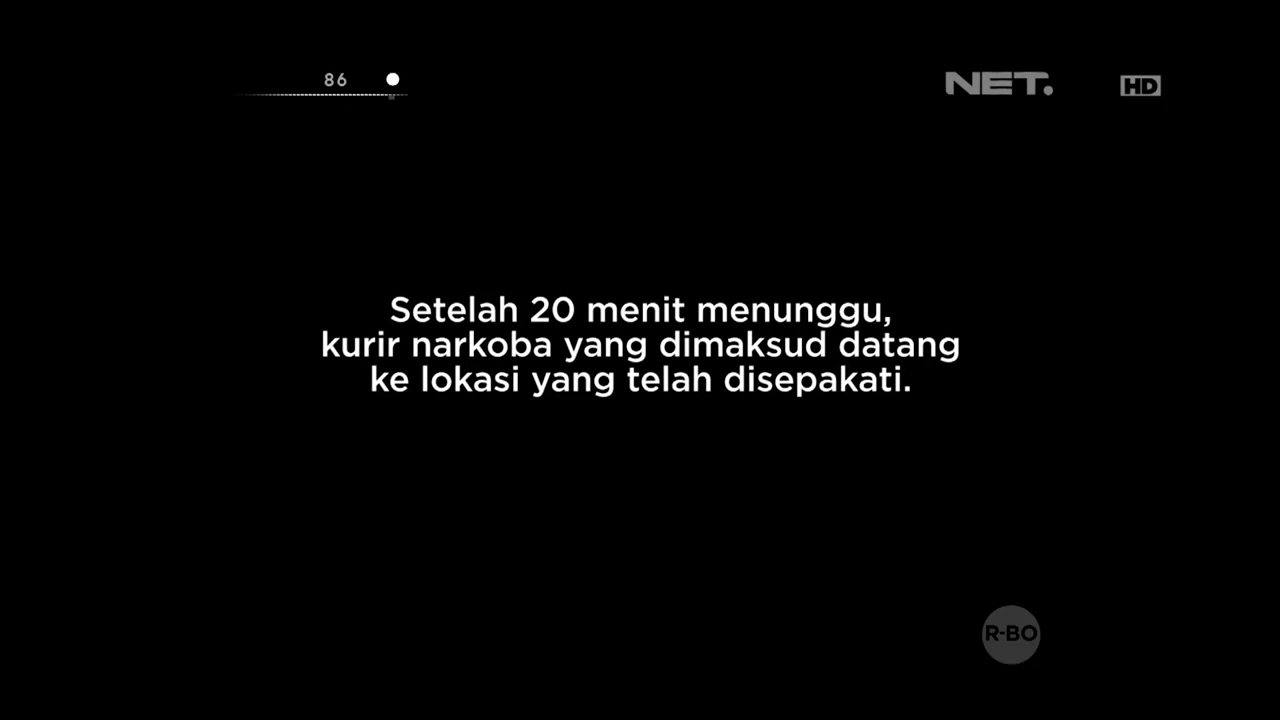 86
NET.
HD
Setelah 20 menit menunggu,
kurir narkoba yang dimaksud datang
ke lokasi yang telah disepakati.
R-BO